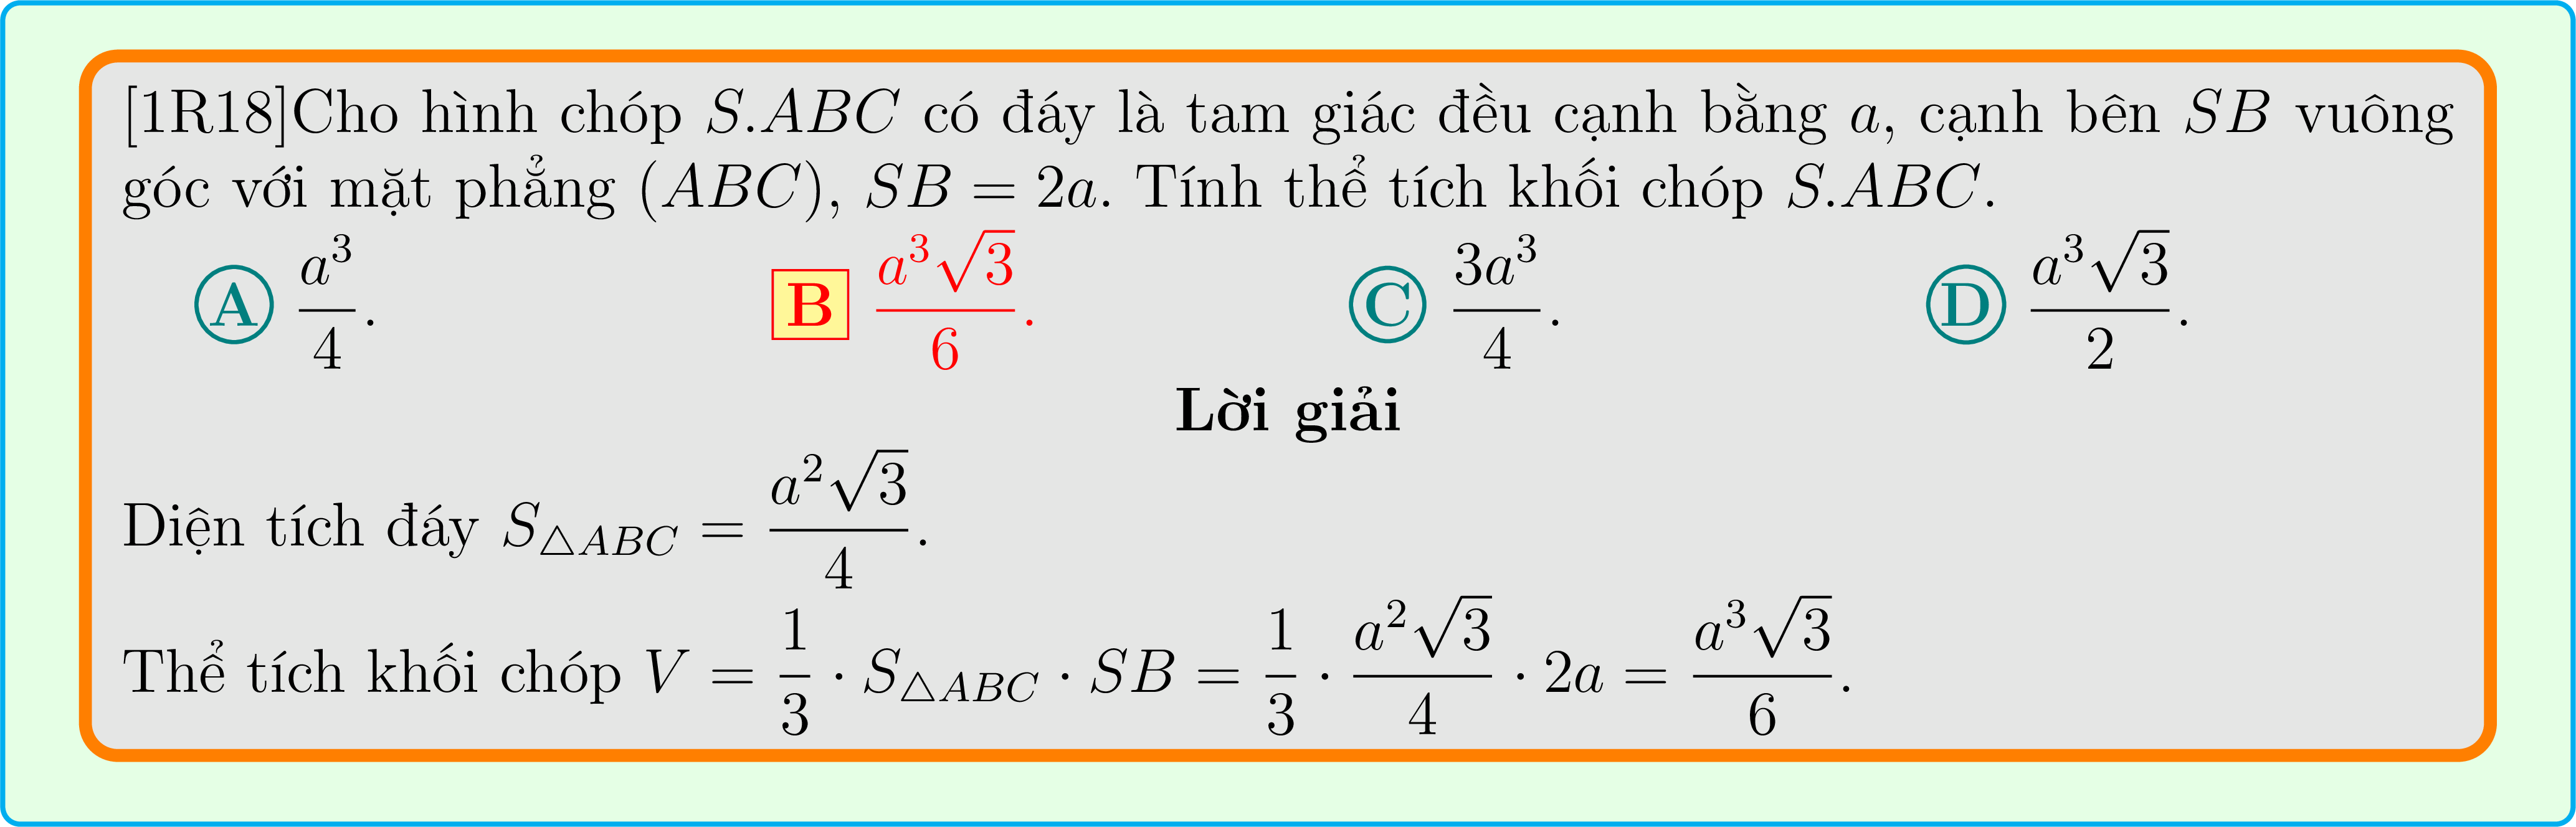 [1R18]Cho hình chóp S.ABC có đáy là tam giác đều cạnh bằng a, cạnh bên SB vuông
góc với mặt phẳng (ABC), SB = 2a. Tính thể tích khối chóp S.ABC.
A $\frac{a^3}{4}$. B $\frac{a^3\sqrt{3}}{6}$. C $\frac{3a^3}{4}$. D $\frac{a^3\sqrt{3}}{2}$.
Lời giải
Diện tích đáy $S_{\triangle ABC} = \frac{a^2\sqrt{3}}{4}$.
Thể tích khối chóp $V = \frac{1}{3} \cdot S_{\triangle ABC} \cdot SB = \frac{1}{3} \cdot \frac{a^2\sqrt{3}}{4} \cdot 2a = \frac{a^3\sqrt{3}}{6}$.